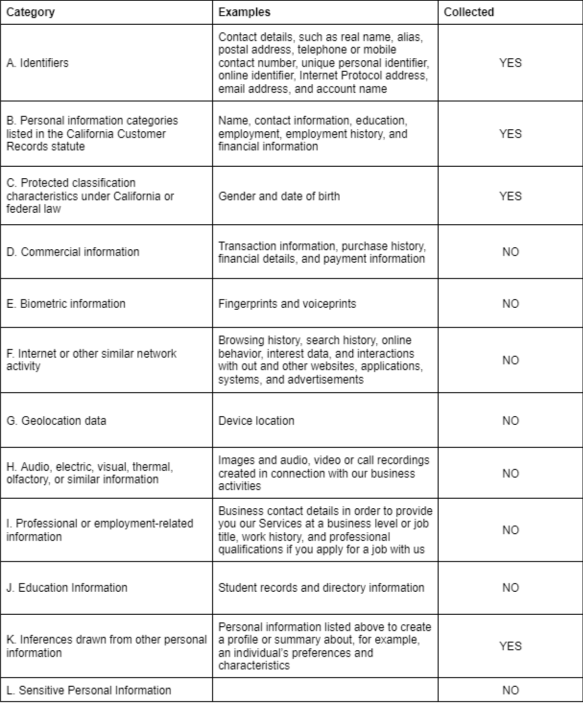 Category Examples Collected
A. Identifiers
Contact details, such as real name, alias,
postal address, telephone or mobile
contact number, unique personal identifier,
online identifier, Internet Protocol address,
email address, and account name
YES
B. Personal information categories
listed in the California Customer
Records statute
Name, contact information, education,
employment, employment history, and
financial information
YES
C. Protected classification
characteristics under California or
federal law
Gender and date of birth
YES
D. Commercial information
Transaction information, purchase history,
financial details, and payment information
NO
E. Biometric information
Fingerprints and voiceprints
NO
F. Internet or other similar network
activity
Browsing history, search history, online
behavior, interest data, and interactions
with out and other websites, applications,
systems, and advertisements
NO
G. Geolocation data
Device location
NO
H. Audio, electric, visual, thermal,
olfactory, or similar information
Images and audio, video or call recordings
created in connection with our business
activities
NO
I. Professional or employment-related
information
Business contact details in order to provide
you our Services at a business level or job
title, work history, and professional
qualifications if you apply for a job with us
NO
J. Education Information
Student records and directory information
NO
K. Inferences drawn from other personal
information
Personal information listed above to create
a profile or summary about, for example,
an individual's preferences and
characteristics
YES
L. Sensitive Personal Information
NO